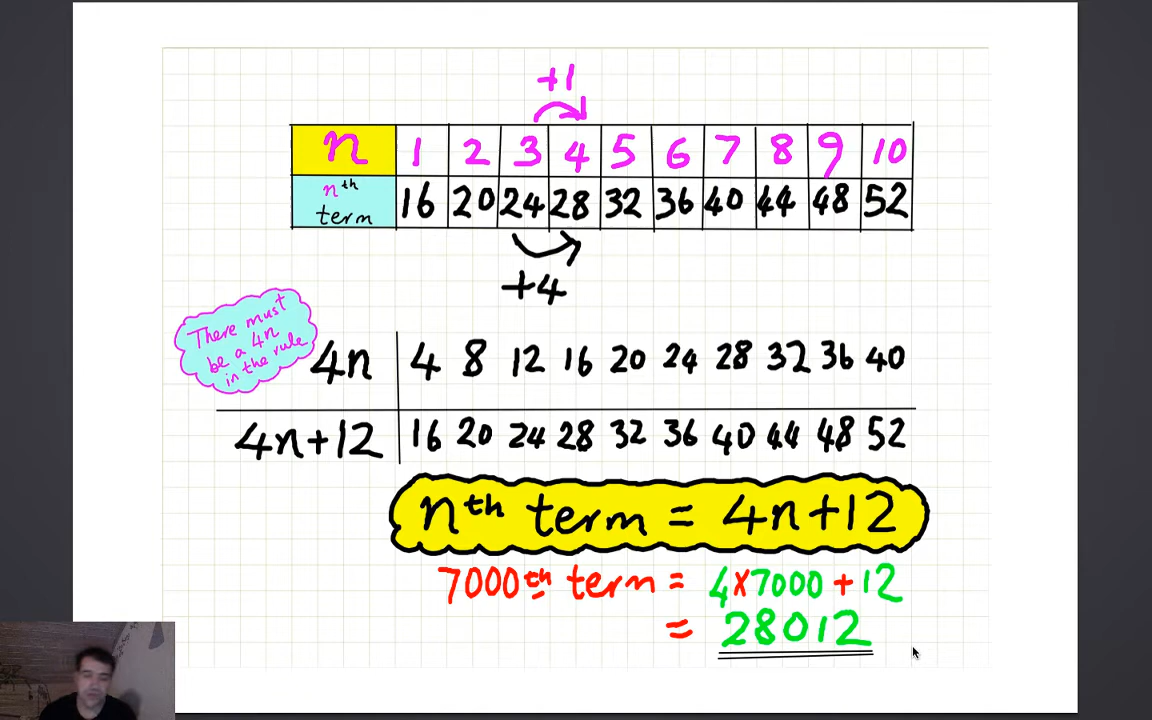 +1
n 1 2 3 4 5 6 7 8 9 10
nth term 16 20 24 28 32 36 40 44 48 52
+4
There must
be a 4n
in the rule
4n 4 8 12 16 20 24 28 32 36 40
4n+12 16 20 24 28 32 36 40 44 48 52
nth term = 4n+12
7000th term = 4x7000+12
= 28012